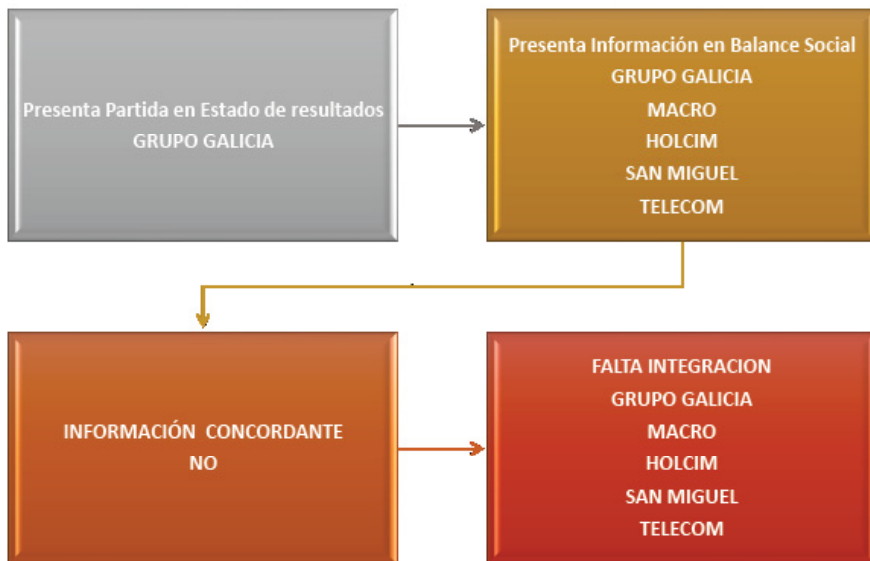 Presenta Partida en Estado de resultados
GRUPO GALICIA
Presenta Información en Balance Social
GRUPO GALICIA
MACRO
HOLCIM
SAN MIGUEL
TELECOM
INFORMACIÓN CONCORDANTE
NO
FALTA INTEGRACION
GRUPO GALICIA
MACRO
HOLCIM
SAN MIGUEL
TELECOM